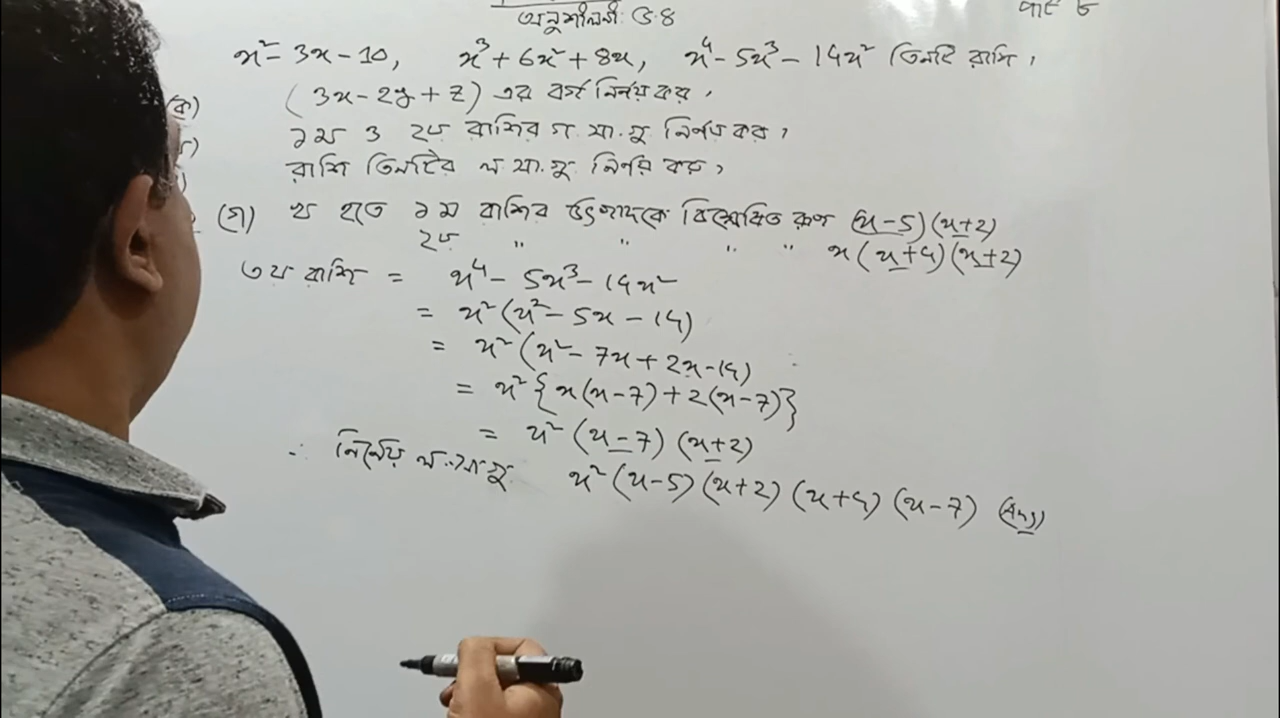 অনুশীলনী ৫.৪
পার্ট ৮
x² - 3x - 10, x³ + 6x² + 8x, x⁴ - 5x³ - 14x² তিনটি রাশি।
ক) (3x - 2y + z) এর বর্গ নির্ণয় কর।
১ম ও ২য় রাশির গ.সা.গু নির্ণয় কর।
রাশি তিনটির ল.সা.গু নির্ণয় কর।
(গ) খ হতে ১ম রাশির উৎপাদকে বিশ্লেষিত রূপ (x-5)(x+2)
২য় " " " " x(x+4)(x+2)
৩য় রাশি = x⁴ - 5x³ - 14x²
= x²(x² - 5x - 14)
= x²(x² - 7x + 2x - 14)
= x²{x(x-7) + 2(x-7)}
= x²(x-7)(x+2)
∴ নির্ণেয় ল.সা.গু x²(x-5)(x+2)(x+4)(x-7) (Ans)